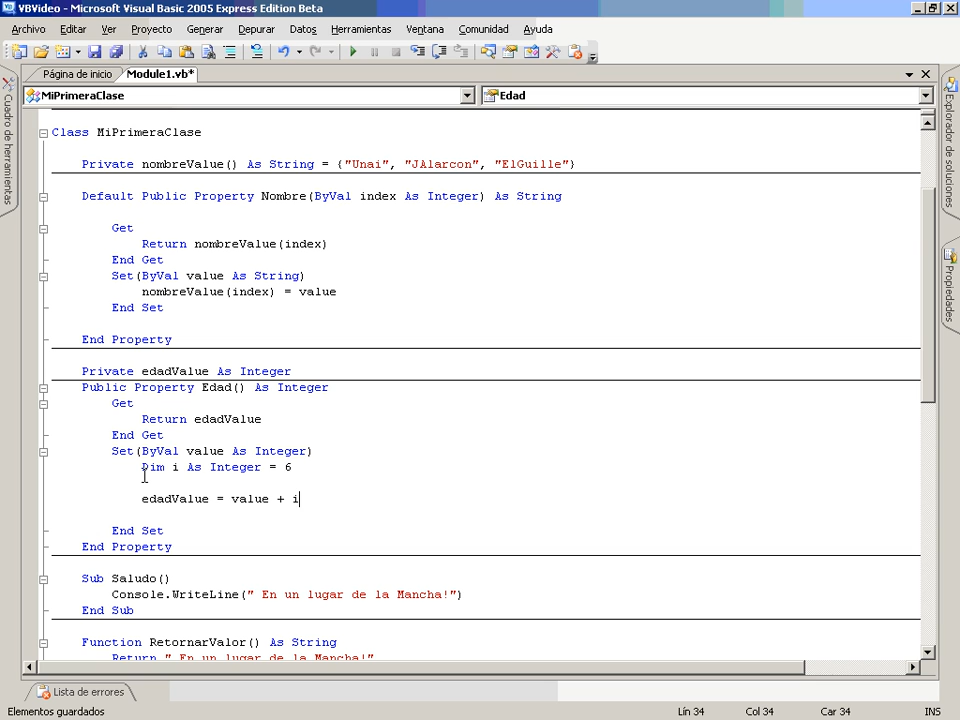 VBVideo - Microsoft Visual Basic 2005 Express Edition Beta
Archivo Editar Ver Proyecto Generar Depurar Datos Herramientas Ventana Comunidad Ayuda
Página de inicio Module1.vb*
MiPrimeraClase Edad
Cuadro de herramientas
Explorador de soluciones
Propiedades
Class MiPrimeraClase
Private nombreValue() As String = {"Unai", "JAlarcon", "ElGuille"}
Default Public Property Nombre(ByVal index As Integer) As String
Get
Return nombreValue(index)
End Get
Set(ByVal value As String)
nombreValue(index) = value
End Set
End Property
Private edadValue As Integer
Public Property Edad() As Integer
Get
Return edadValue
End Get
Set(ByVal value As Integer)
Dim i As Integer = 6
edadValue = value + i
End Set
End Property
Sub Saludo()
Console.WriteLine(" En un lugar de la Mancha!")
End Sub
Function RetornarValor() As String
Return " En un lugar de la Mancha!"
Lista de errores
Elementos guardados Lín 34 Col 34 Car 34 INS